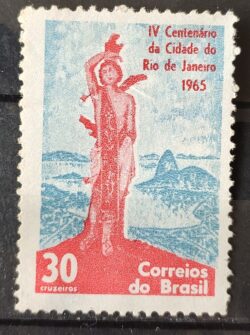 IV Centenário
da Cidade do
Rio de Janeiro
1965
30
cruzeiros
Correios
do Brasil